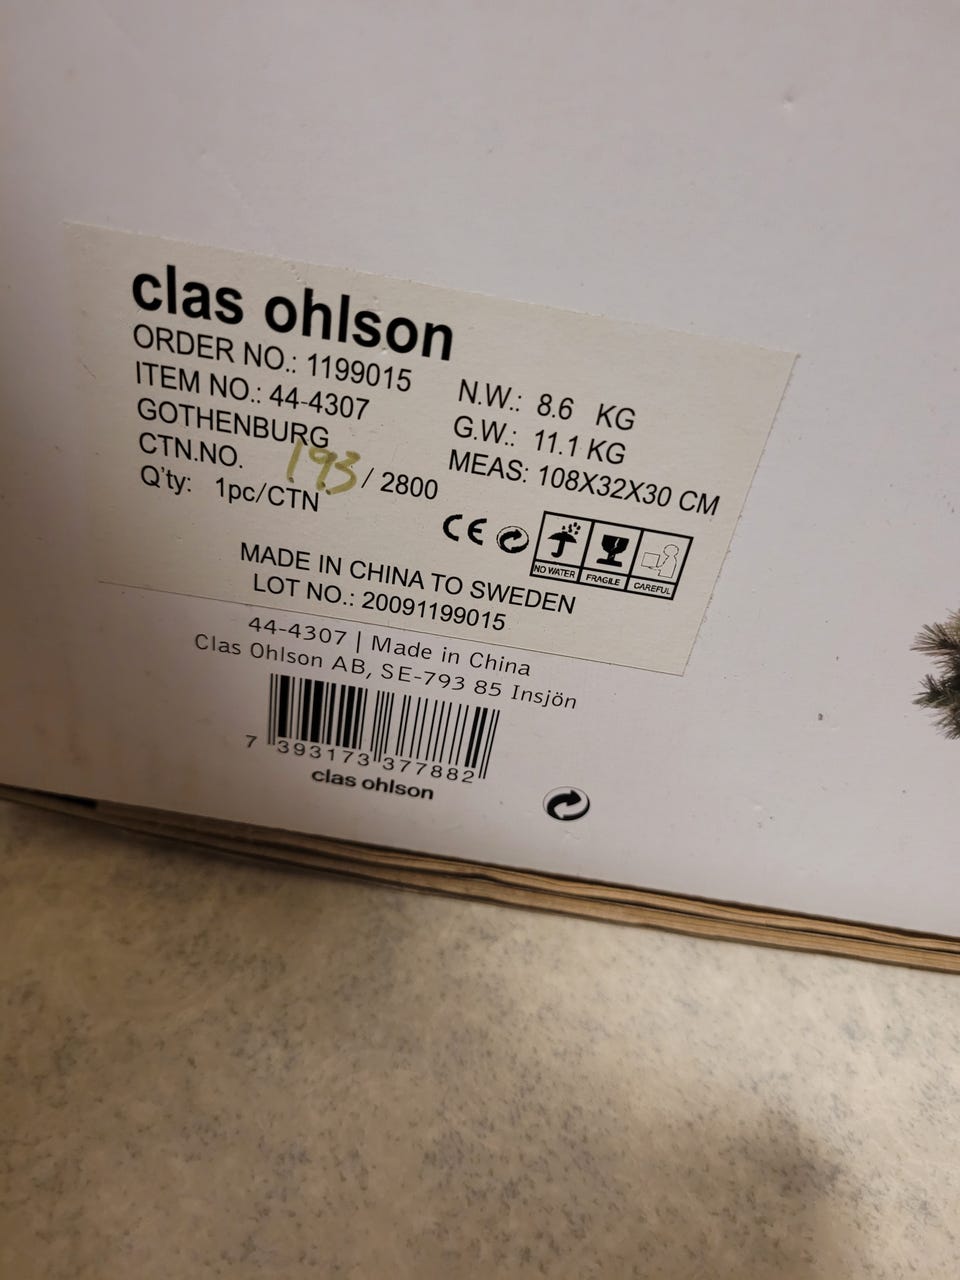 clas ohlson
ORDER NO.: 1199015
ITEM NO.: 44-4307
GOTHENBURG
CTN.NO. 193 / 2800
Q'ty: 1pc/CTN
N.W.: 8.6 KG
G.W.: 11.1 KG
MEAS: 108X32X30 CM
CE
NO WATER FRAGILE CAREFUL
MADE IN CHINA TO SWEDEN
LOT NO.: 20091199015
44-4307 | Made in China
Clas Ohlson AB, SE-793 85 Insjön
7 393173 377882
clas ohlson